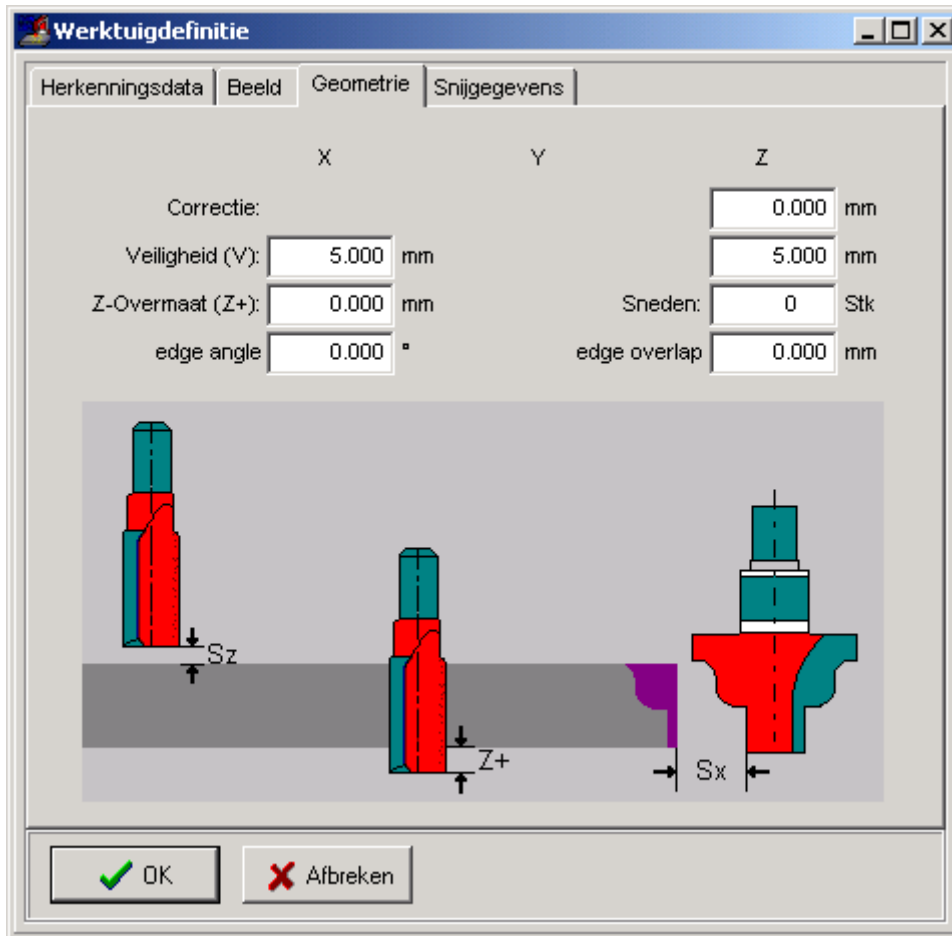 Werktuigdefinitie
Herkenningsdata Beeld Geometrie Snijgegevens
X Y Z
Correctie: 0.000 mm
Veiligheid (V): 5.000 mm 5.000 mm
Z-Overmaat (Z+): 0.000 mm Sneden: 0 Stk
edge angle 0.000 ° edge overlap 0.000 mm
Sz
Z+
Sx
OK Afbreken